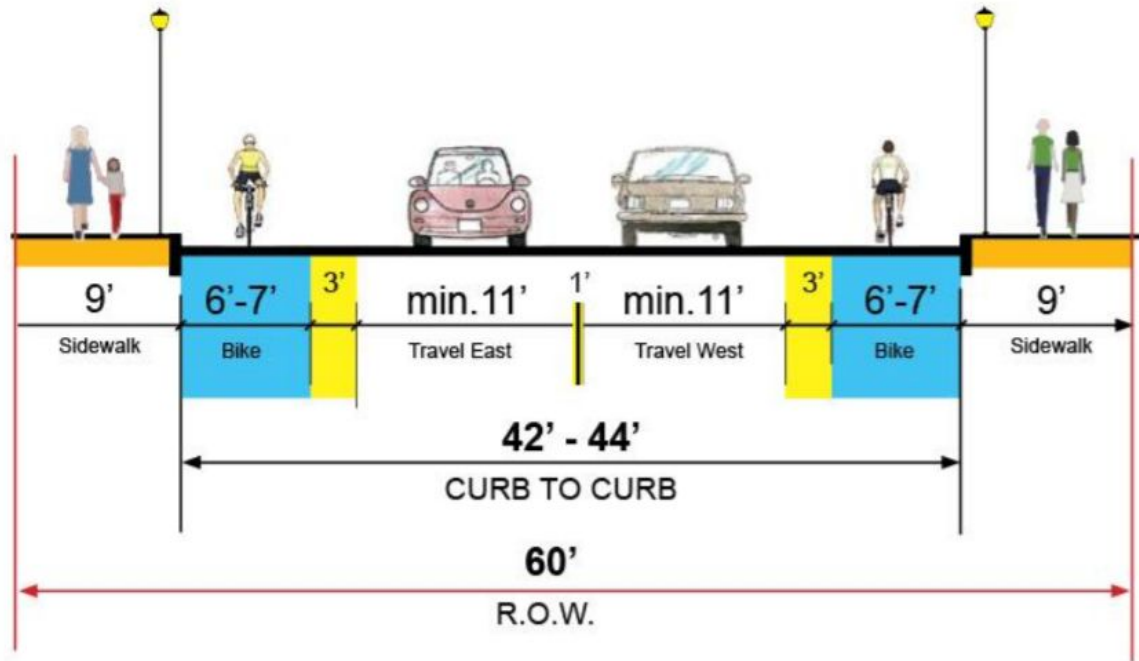 9’ 6’-7’ 3’ min.11’ 1’ min.11’ 3’ 6’-7’ 9’
Sidewalk Bike Travel East Travel West Bike Sidewalk
42’ - 44’
CURB TO CURB
60’
R.O.W.